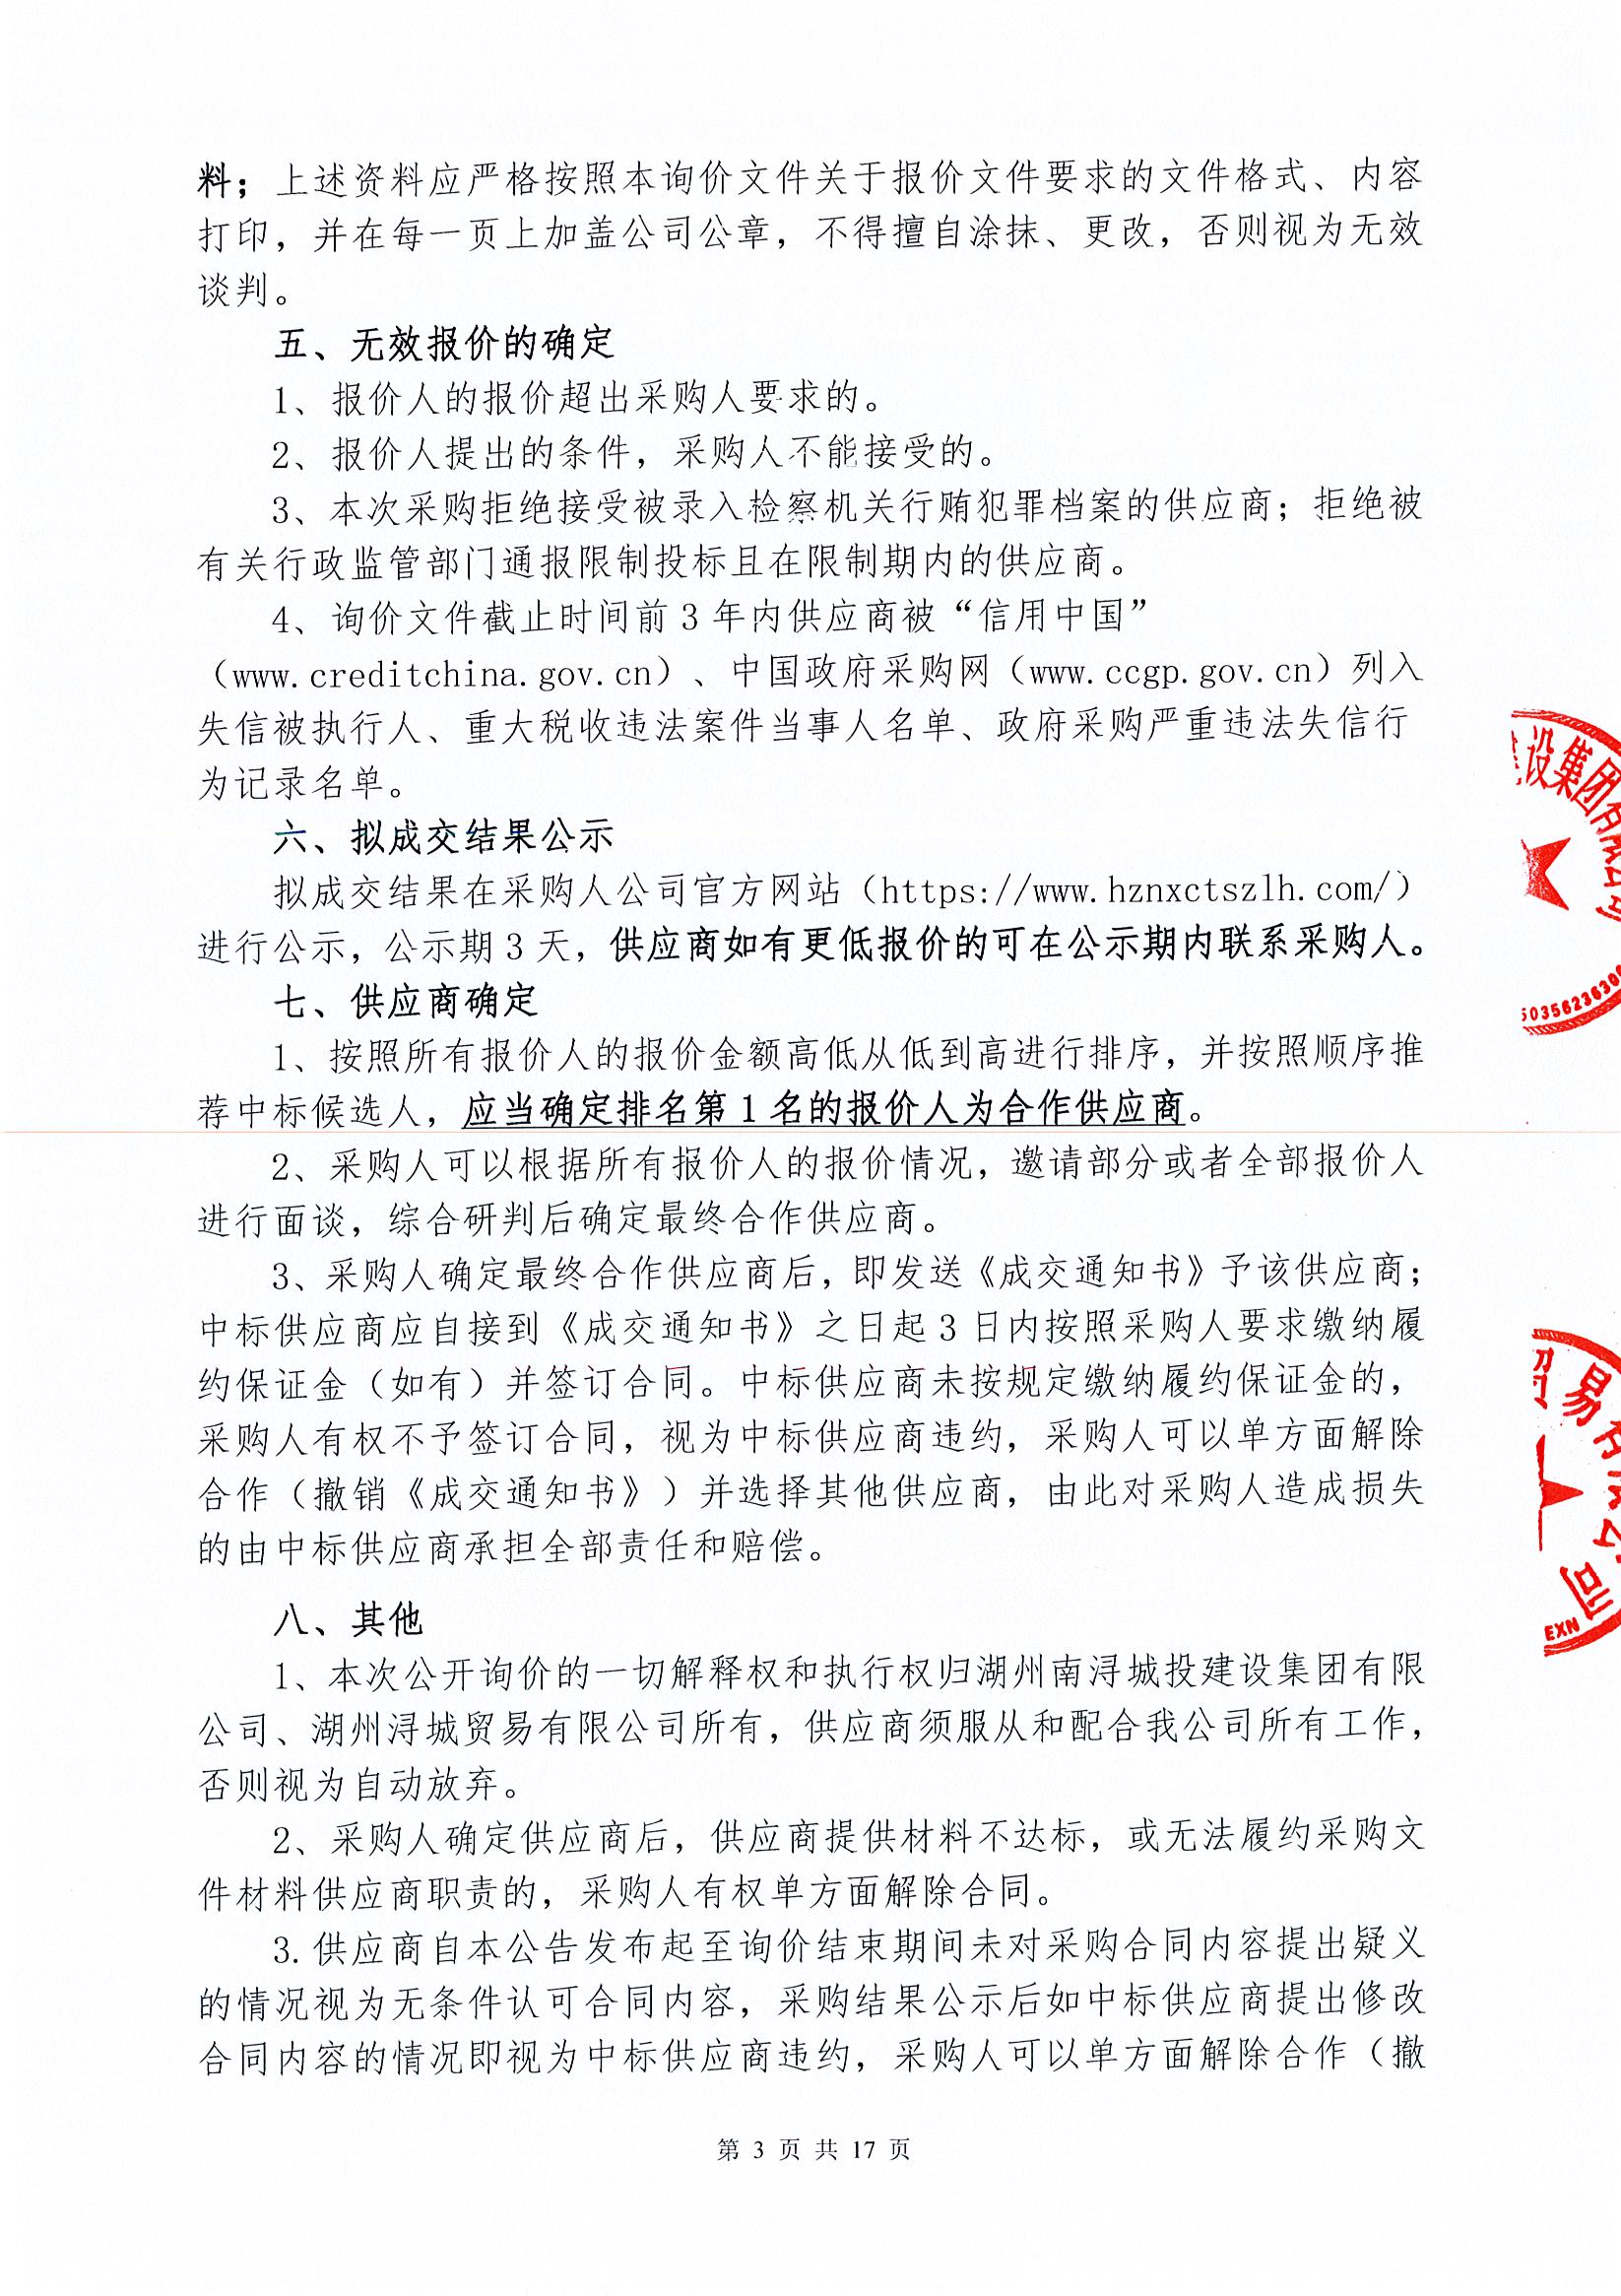 料；上述资料应严格按照本询价文件关于报价文件要求的文件格式、内容
打印，并在每一页上加盖公司公章，不得擅自涂抹、更改，否则视为无效
谈判。
五、无效报价的确定
1、报价人的报价超出采购人要求的。
2、报价人提出的条件，采购人不能接受的。
3、本次采购拒绝接受被录入检察机关行贿犯罪档案的供应商；拒绝被
有关行政监管部门通报限制投标且在限制期内的供应商。
4、询价文件截止时间前 3 年内供应商被“信用中国”
（www.creditchina.gov.cn）、中国政府采购网（www.ccgp.gov.cn）列入
失信被执行人、重大税收违法案件当事人名单、政府采购严重违法失信行
为记录名单。
六、拟成交结果公示
拟成交结果在采购人公司官方网站（https://www.hznxctszlh.com/）
进行公示，公示期 3 天，供应商如有更低报价的可在公示期内联系采购人。
七、供应商确定
1、按照所有报价人的报价金额高低从低到高进行排序，并按照顺序推
荐中标候选人，应当确定排名第 1 名的报价人为合作供应商。
2、采购人可以根据所有报价人的报价情况，邀请部分或者全部报价人
进行面谈，综合研判后确定最终合作供应商。
3、采购人确定最终合作供应商后，即发送《成交通知书》予该供应商；
中标供应商应自接到《成交通知书》之日起 3 日内按照采购人要求缴纳履
约保证金（如有）并签订合同。中标供应商未按规定缴纳履约保证金的，
采购人有权不予签订合同，视为中标供应商违约，采购人可以单方面解除
合作（撤销《成交通知书》）并选择其他供应商，由此对采购人造成损失
的由中标供应商承担全部责任和赔偿。
八、其他
1、本次公开询价的一切解释权和执行权归湖州南浔城投建设集团有限
公司、湖州浔城贸易有限公司所有，供应商须服从和配合我公司所有工作，
否则视为自动放弃。
2、采购人确定供应商后，供应商提供材料不达标，或无法履约采购文
件材料供应商职责的，采购人有权单方面解除合同。
3.供应商自本公告发布起至询价结束期间未对采购合同内容提出疑义
的情况视为无条件认可合同内容，采购结果公示后如中标供应商提出修改
合同内容的情况即视为中标供应商违约，采购人可以单方面解除合作（撤
第 3 页 共 17 页
设集团有限公司
503562363
易有限公司
EXN